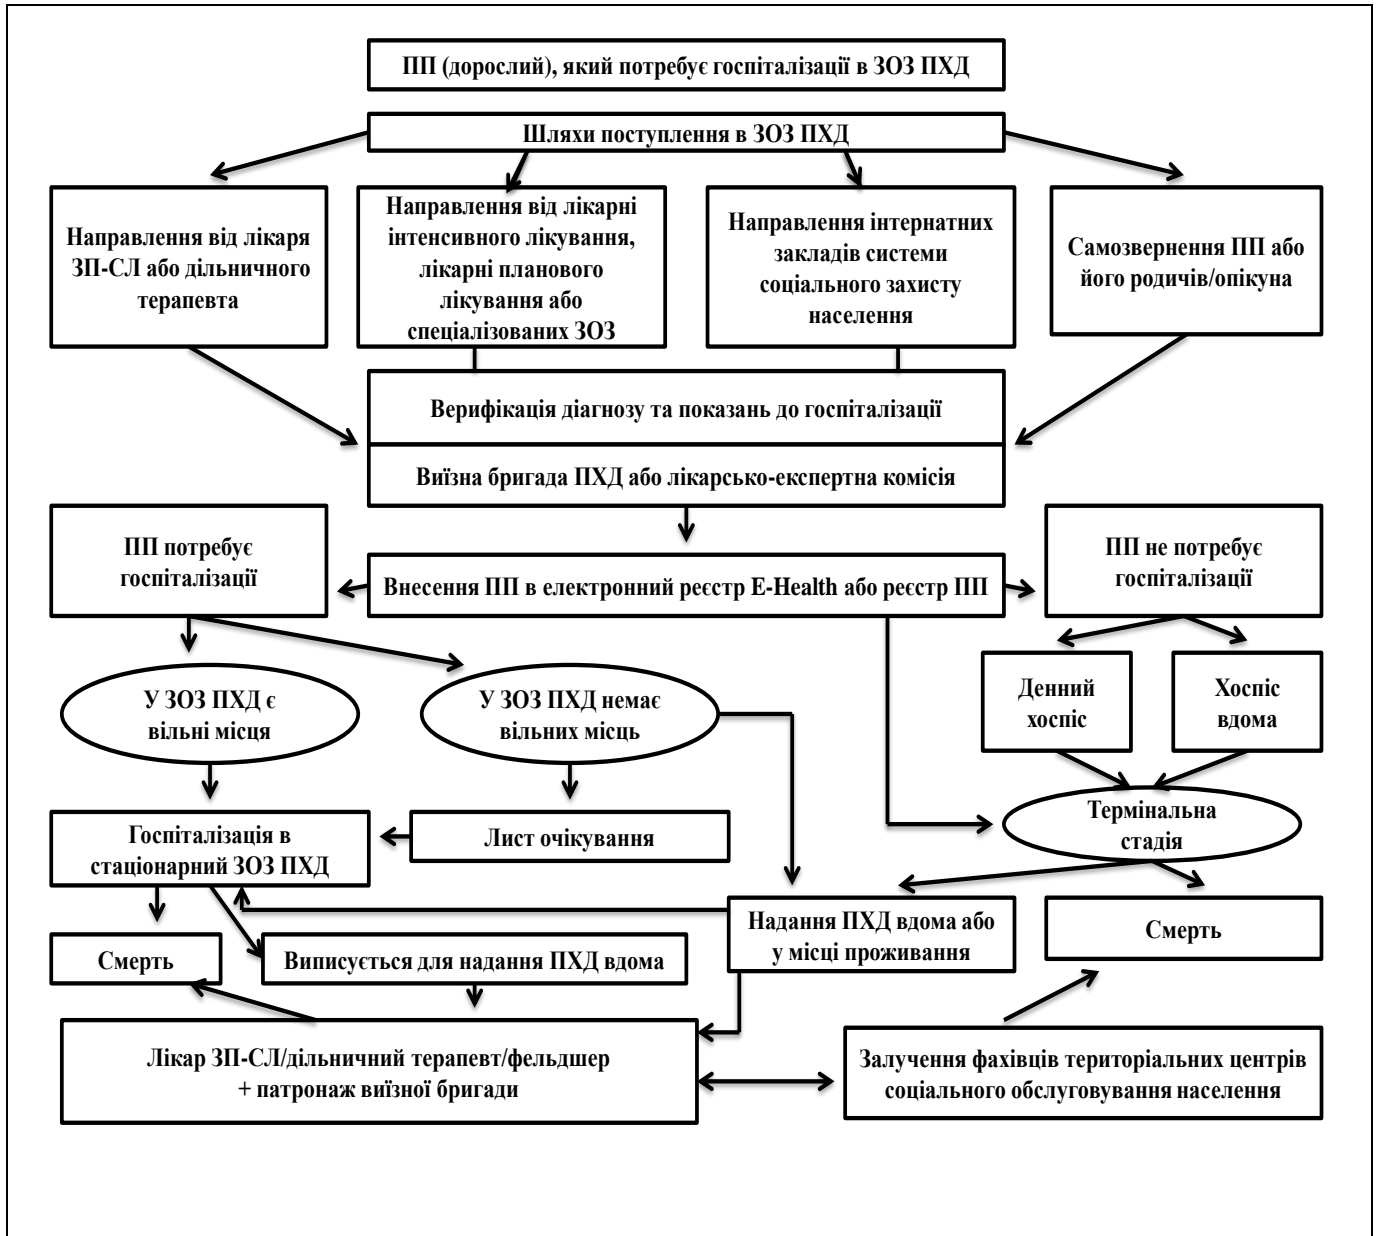 ПП (дорослий), який потребує госпіталізації в ЗОЗ ПХД
Шляхи поступлення в ЗОЗ ПХД
Направлення від лікаря
ЗП-СЛ або дільничного
терапевта
Направлення від лікарні
інтенсивного лікування,
лікарні планового
лікування або
спеціалізованих ЗОЗ
Направлення інтернатних
закладів системи
соціального захисту
населення
Самозвернення ПП або
його родичів/опікуна
Верифікація діагнозу та показань до госпіталізації
Виїзна бригада ПХД або лікарсько-експертна комісія
ПП потребує
госпіталізації
Внесення ПП в електронний реєстр E-Health або реєстр ПП
ПП не потребує
госпіталізації
У ЗОЗ ПХД є
вільні місця
У ЗОЗ ПХД немає
вільних місць
Денний
хоспіс
Хоспіс
вдома
Госпіталізація в
стаціонарний ЗОЗ ПХД
Лист очікування
Термінальна
стадія
Смерть
Виписується для надання ПХД вдома
Надання ПХД вдома або
у місці проживання
Смерть
Лікар ЗП-СЛ/дільничний терапевт/фельдшер
+ патронаж виїзної бригади
Залучення фахівців територіальних центрів
соціального обслуговування населення